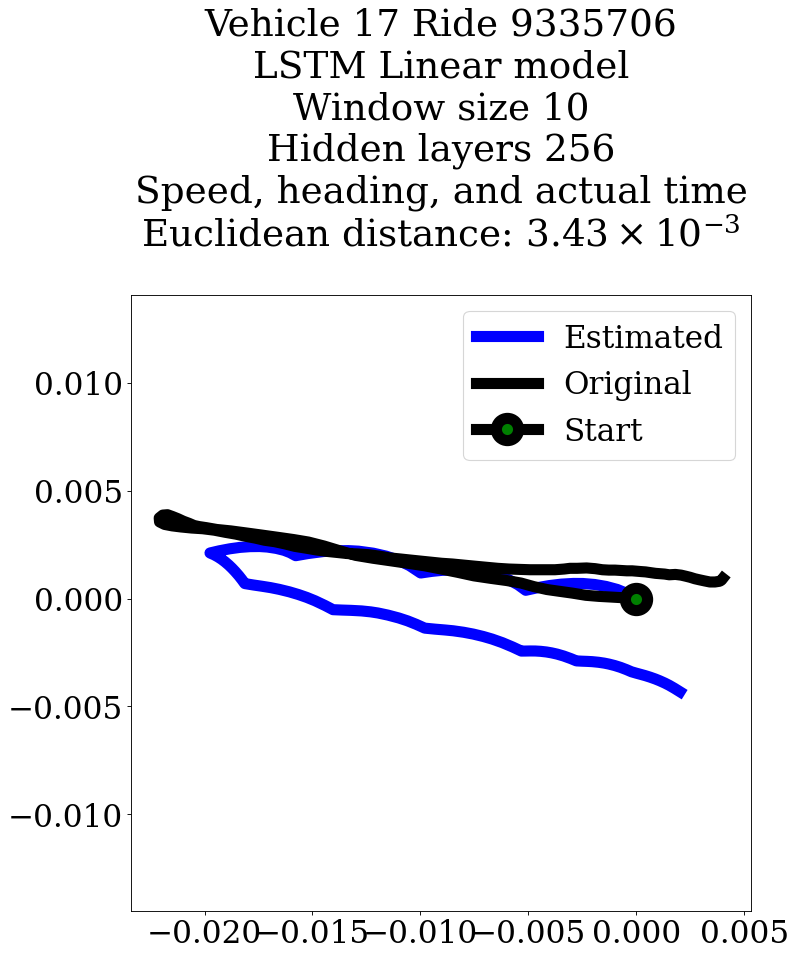 Vehicle 17 Ride 9335706
LSTM Linear model
Window size 10
Hidden layers 256
Speed, heading, and actual time
Euclidean distance: 3.43 × 10⁻³
Estimated
Original
Start
0.010
0.005
0.000
−0.005
−0.010
−0.020 −0.015 −0.010 −0.005 0.000 0.005